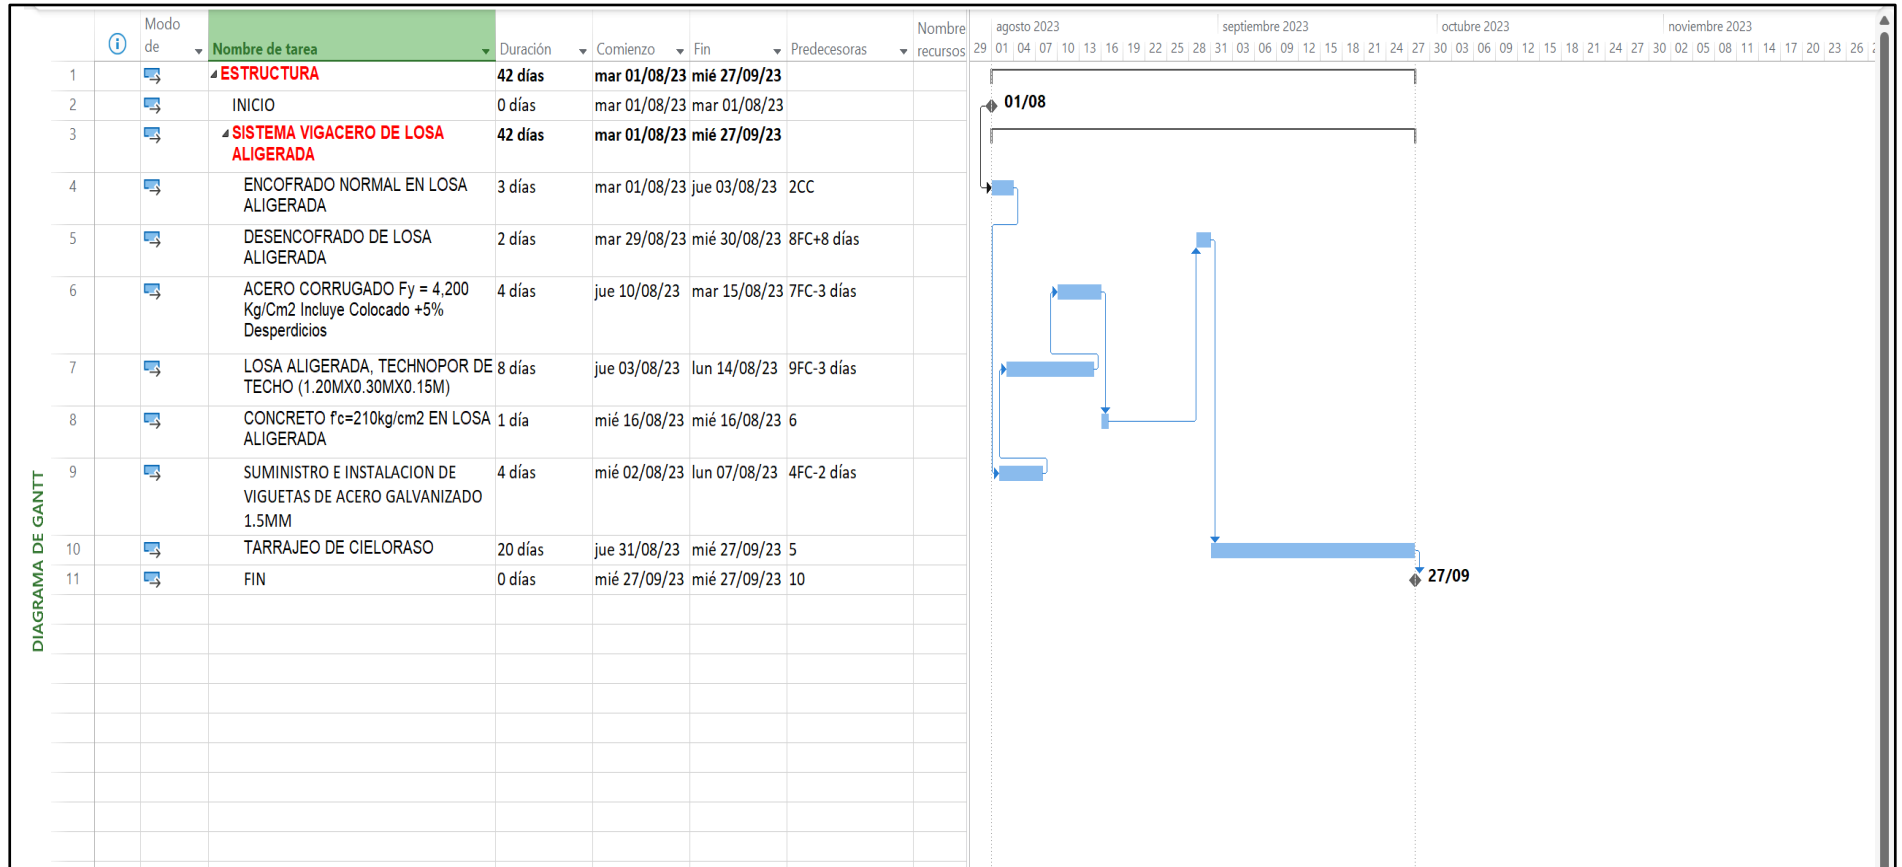 Modo de
Nombre de tarea
Duración
Comienzo
Fin
Predecesoras
Nombre recursos
agosto 2023 septiembre 2023 octubre 2023 noviembre 2023
29 01 04 07 10 13 16 19 22 25 28 31 03 06 09 12 15 18 21 24 27 30 03 06 09 12 15 18 21 24 27 30 02 05 08 11 14 17 20 23 26
1 ESTRUCTURA 42 días mar 01/08/23 mié 27/09/23
2 INICIO 0 días mar 01/08/23 mar 01/08/23
01/08
3 SISTEMA VIGACERO DE LOSA 42 días mar 01/08/23 mié 27/09/23
ALIGERADA
4 ENCOFRADO NORMAL EN LOSA 3 días mar 01/08/23 jue 03/08/23 2CC
ALIGERADA
5 DESENCOFRADO DE LOSA 2 días mar 29/08/23 mié 30/08/23 8FC+8 días
ALIGERADA
6 ACERO CORRUGADO Fy = 4,200 4 días jue 10/08/23 mar 15/08/23 7FC-3 días
Kg/Cm2 Incluye Colocado +5%
Desperdicios
7 LOSA ALIGERADA, TECHNOPOR DE 8 días jue 03/08/23 lun 14/08/23 9FC-3 días
TECHO (1.20MX0.30MX0.15M)
8 CONCRETO f'c=210kg/cm2 EN LOSA 1 día mié 16/08/23 mié 16/08/23 6
ALIGERADA
9 SUMINISTRO E INSTALACION DE 4 días mié 02/08/23 lun 07/08/23 4FC-2 días
VIGUETAS DE ACERO GALVANIZADO
1.5MM
10 TARRAJEO DE CIELORASO 20 días jue 31/08/23 mié 27/09/23 5
11 FIN 0 días mié 27/09/23 mié 27/09/23 10
27/09
DIAGRAMA DE GANTT